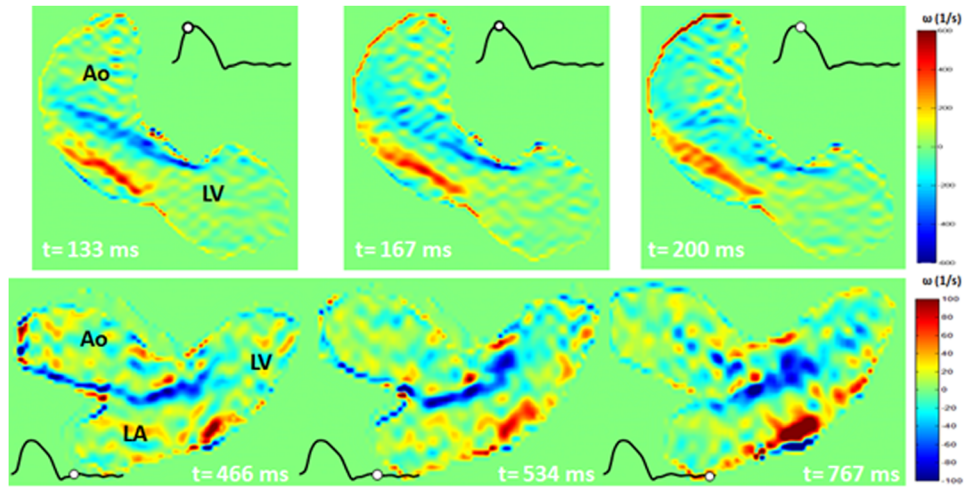 ω (1/s)
Ao
LV
t= 133 ms
t= 167 ms
t= 200 ms
600
400
200
0
-200
-400
-600
ω (1/s)
Ao
LV
LA
t= 466 ms
t= 534 ms
t= 767 ms
100
80
60
40
20
0
-20
-40
-60
-80
-100